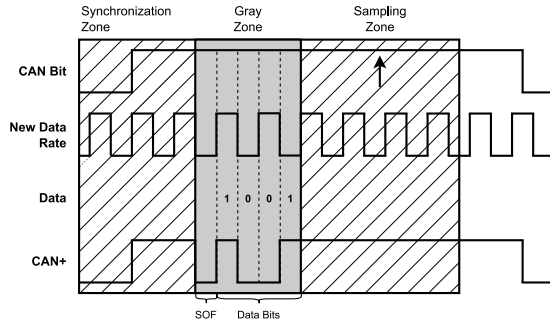 Synchronization Zone
Gray Zone
Sampling Zone
CAN Bit
New Data Rate
Data
1 0 0 1
CAN+
SOF
Data Bits